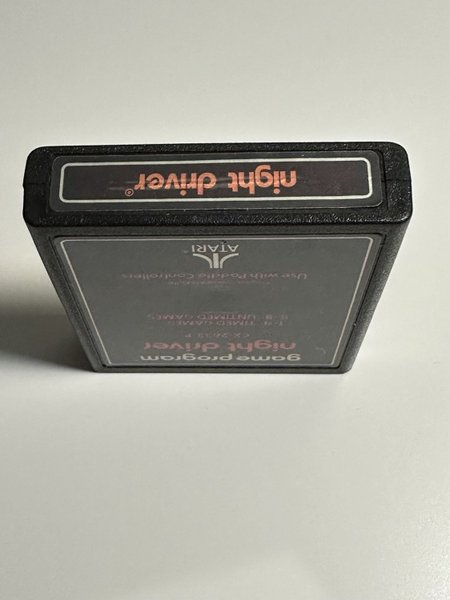 game program
night driver
CX2633 P
1-4 TIMED GAMES
5-8 UNTIMED GAMES
Use with Paddle Controllers
ATARI
night driver®